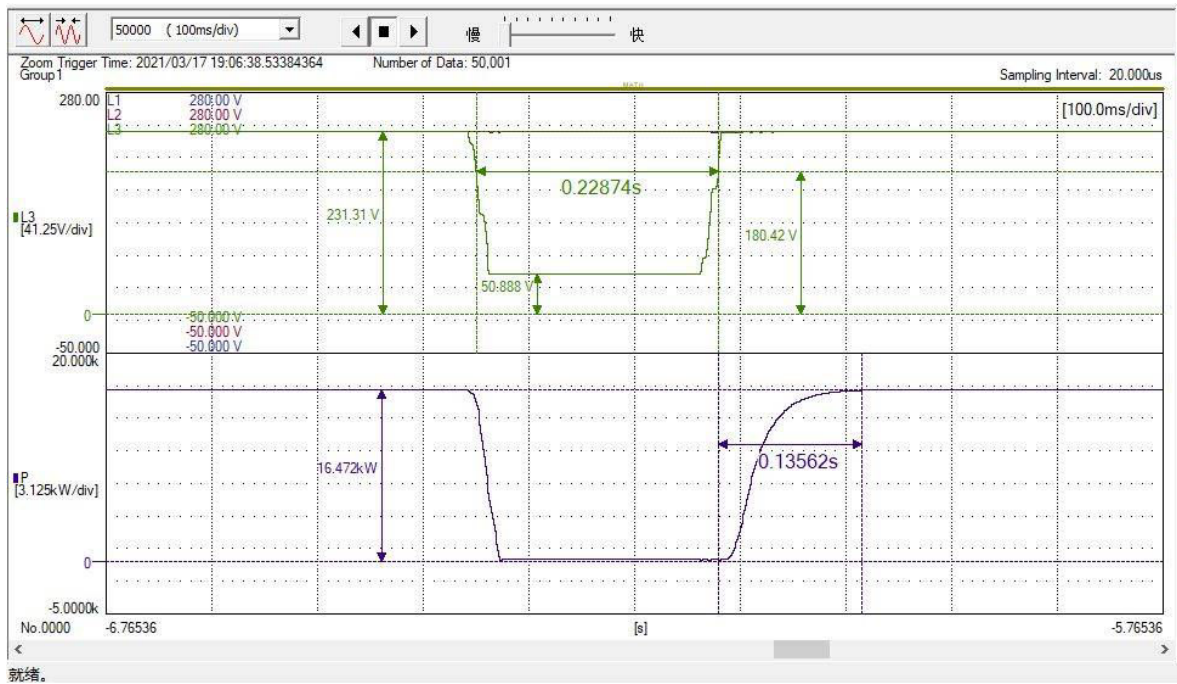 50000 ( 100ms/div)
慢
快
Zoom Trigger Time: 2021/03/17 19:06:38.53384364 Number of Data: 50,001
Group1
Sampling Interval: 20.000us
MATH
280.00
L1 280.00 V
L2 280.00 V
L3 280.00 V
[100.0ms/div]
0.22874s
L3
[41.25V/div]
231.31 V
180.42 V
50.888 V
0
-50.000 V
-50.000 V
-50.000 V
-50.000
20.000k
16.472kW
0.13562s
P
[3.125kW/div]
0
-5.0000k
No.0000 -6.76536 [s] -5.76536
就绪。